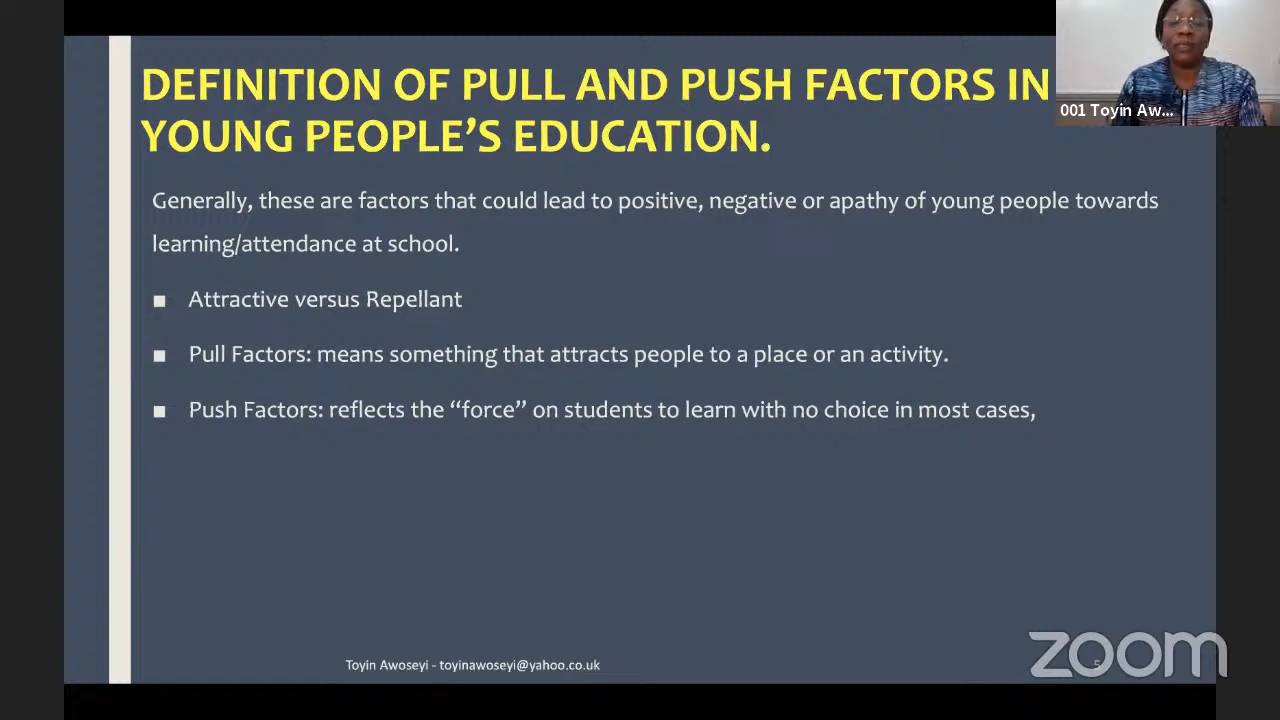 DEFINITION OF PULL AND PUSH FACTORS IN
YOUNG PEOPLE’S EDUCATION.
001 Toyin Aw...
Generally, these are factors that could lead to positive, negative or apathy of young people towards
learning/attendance at school.
■ Attractive versus Repellant
■ Pull Factors: means something that attracts people to a place or an activity.
■ Push Factors: reflects the “force” on students to learn with no choice in most cases,
Toyin Awoseyi - toyinawoseyi@yahoo.co.uk
5
zoom